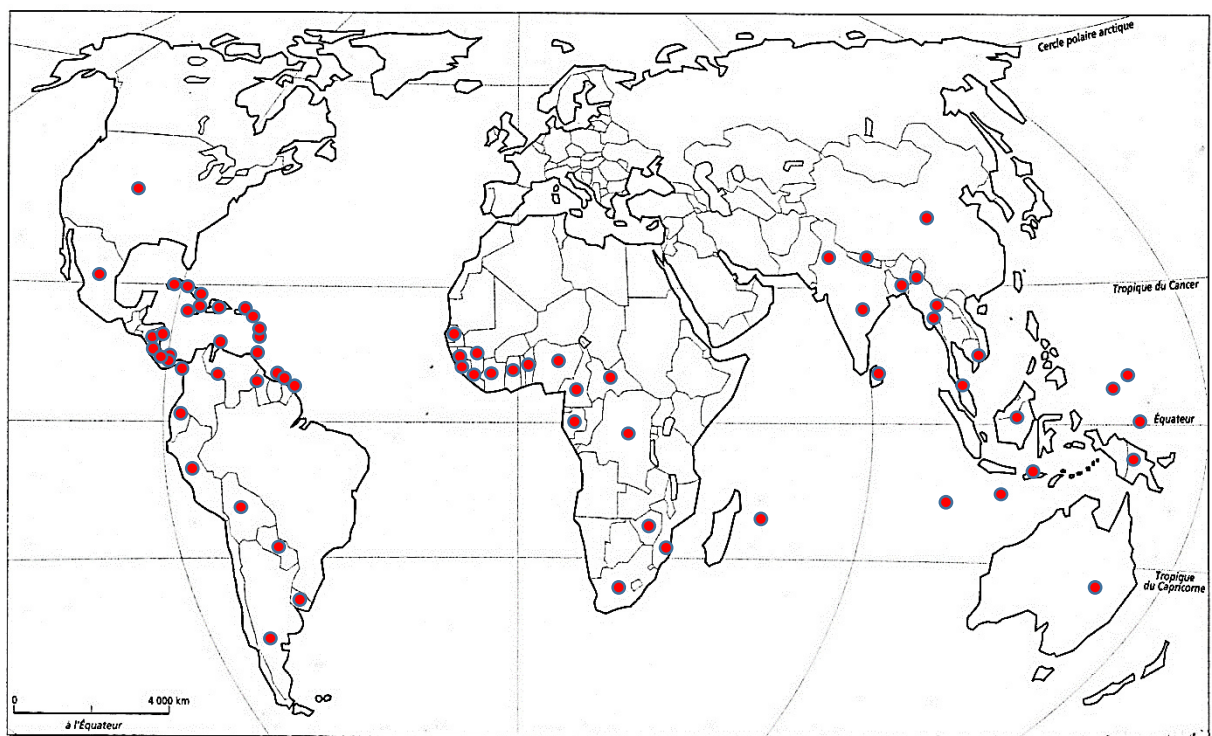 Cercle polaire arctique
Tropique du Cancer
Équateur
Tropique
du Capricorne
0 4 000 km
à l'Équateur